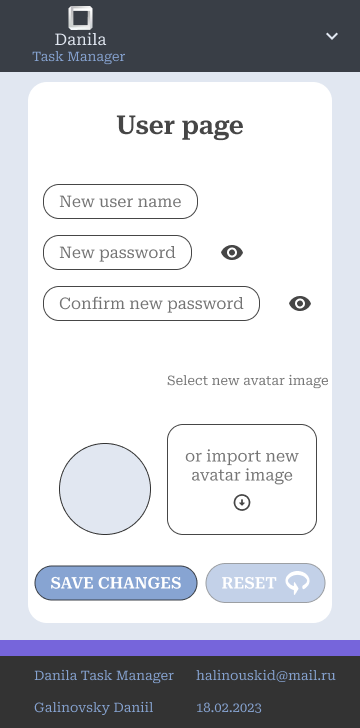 Danila
Task Manager
User page
New user name
New password
Confirm new password
Select new avatar image
or import new
avatar image
SAVE CHANGES
RESET
Danila Task Manager
halinouskid@mail.ru
Galinovsky Daniil
18.02.2023